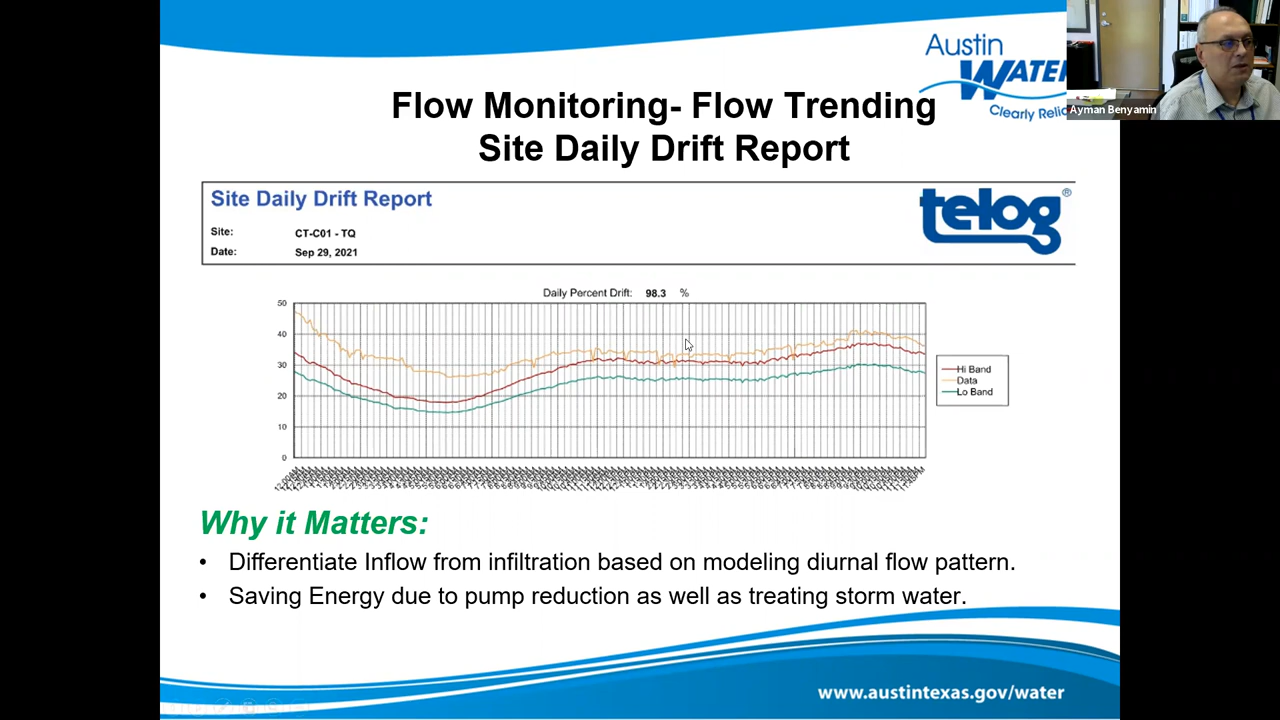 Austin
WATER
Clearly Relia
Ayman Benyamin
Flow Monitoring- Flow Trending
Site Daily Drift Report
Site Daily Drift Report
telog®
Site: CT-C01 - TQ
Date: Sep 29, 2021
Daily Percent Drift: 98.3 %
50
40
30
20
10
0
Hi Band
Data
Lo Band
12:00AM
Why it Matters:
• Differentiate Inflow from infiltration based on modeling diurnal flow pattern.
• Saving Energy due to pump reduction as well as treating storm water.
www.austintexas.gov/water